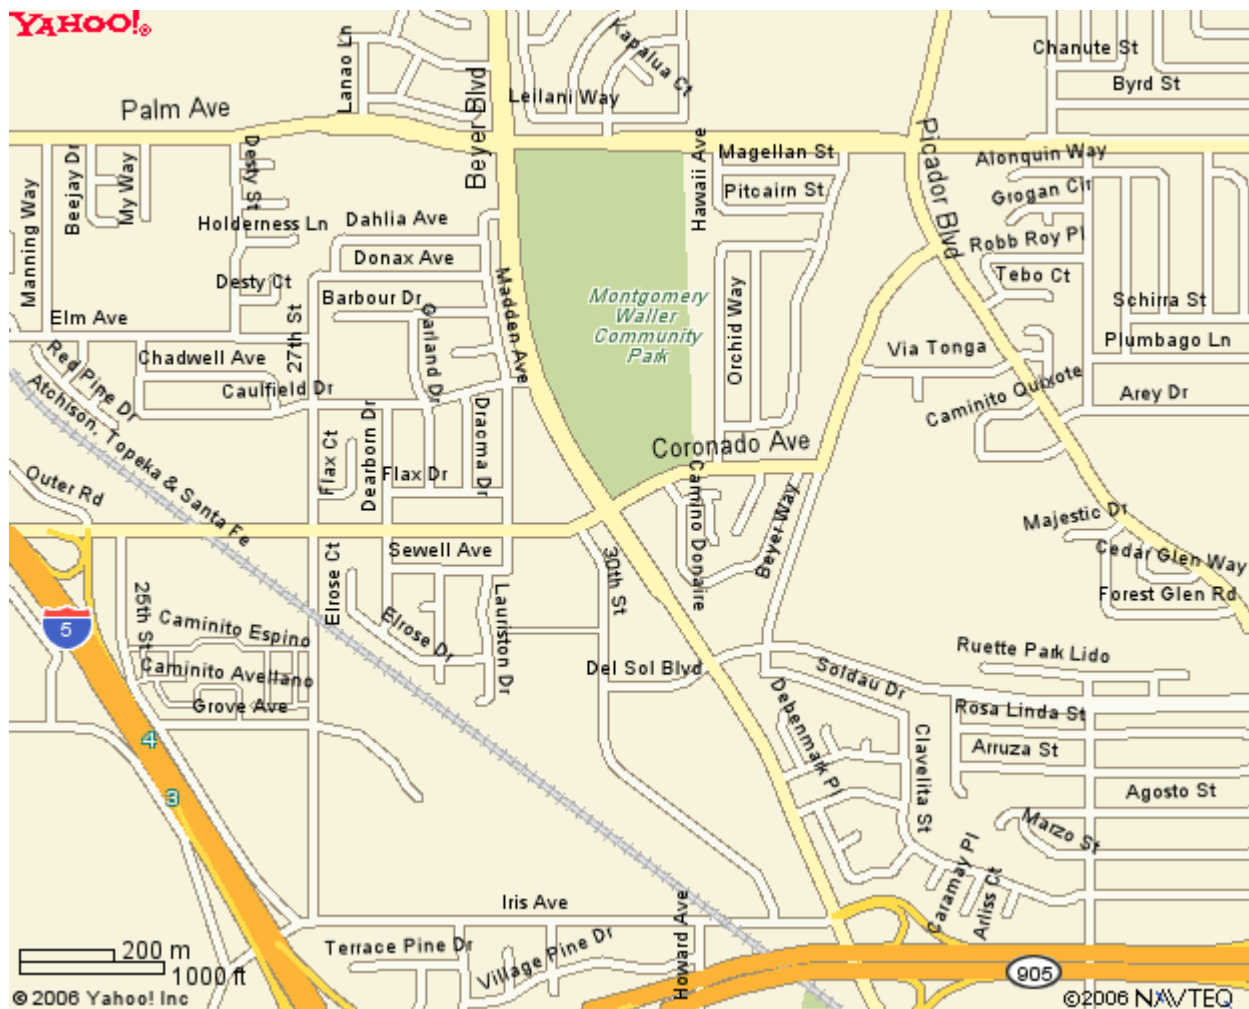 YAHOO!®
Lanao Ln
Beyer Blvd
Kapalua Ct
Leilani Way
Palm Ave
Chanute St
Byrd St
Picador Blvd
Manning Way
Beejay Dr
My Way
Desty St
Hawaii Ave
Magellan St
Alonquin Way
Pitcairn St
Grogan Cir
Holderness Ln
Dahlia Ave
Robb Roy Pl
Donax Ave
Desty Ct
Madden Ave
Tebo Ct
Barbour Dr
Montgomery
Waller
Community
Park
Orchid Way
Schirra St
Elm Ave
27th St
Garland Dr
Plumbago Ln
Chadwell Ave
Via Tonga
Red Pine Dr
Caulfield Dr
Caminito Quixote
Arey Dr
Atchison, Topeka & Santa Fe
Dearborn Dr
Dracma Dr
Flax Ct
Coronado Ave
Outer Rd
Flax Dr
Camino Donaire
Beyer Way
Majestic Dr
Sewell Ave
30th St
Cedar Glen Way
Elrose Ct
Forest Glen Rd
25th St
Lauriston Dr
5
Caminito Espino
Elrose Dr
Ruette Park Lido
Caminito Avellano
Del Sol Blvd
Soldau Dr
Grove Ave
Debenmark Pl
Rosa Linda St
4
Clavelita St
Arruza St
3
Agosto St
Marzo St
Caramay Pl
Arliss Ct
Iris Ave
Howard Ave
Terrace Pine Dr
Village Pine Dr
200 m
1000 ft
905
© 2006 Yahoo! Inc
©2006 NAVTEQ